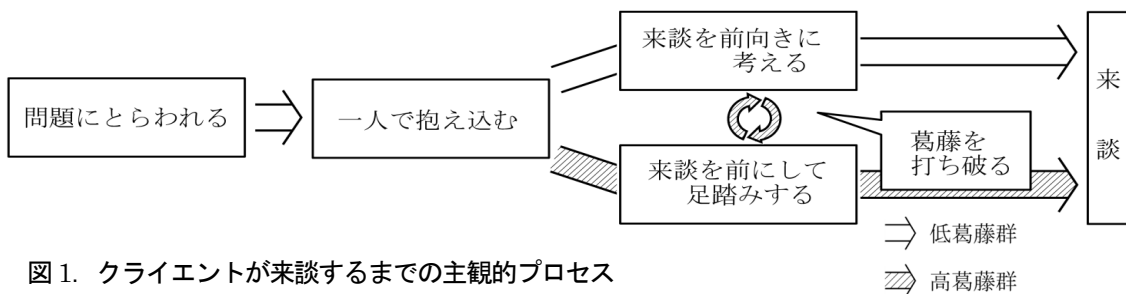 問題にとらわれる
一人で抱え込む
来談を前向きに
考える
来談を前にして
足踏みする
葛藤を
打ち破る
来談
低葛藤群
高葛藤群
図1. クライエントが来談するまでの主観的プロセス